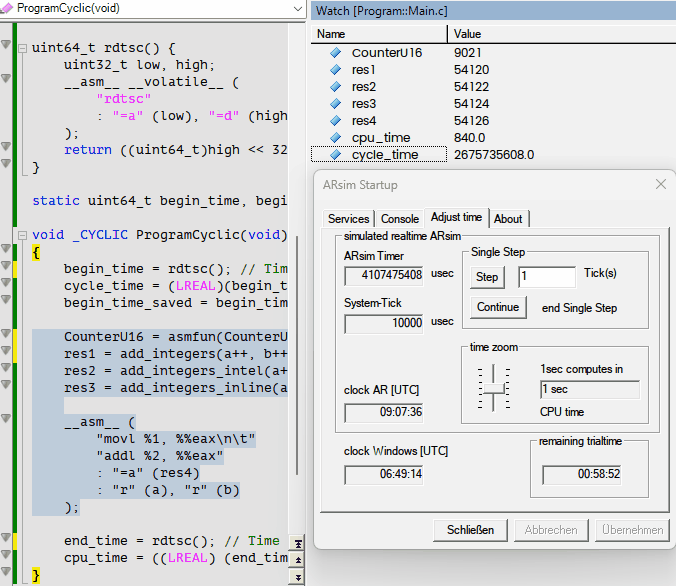 ProgramCyclic(void)
uint64_t rdtsc() {
uint32_t low, high;
__asm__ __volatile__ (
"rdtsc"
: "=a" (low), "=d" (high
);
return ((uint64_t)high << 32
}
static uint64_t begin_time, begi
void _CYCLIC ProgramCyclic(void)
{
begin_time = rdtsc(); // Tim
cycle_time = (LREAL)(begin_t
begin_time_saved = begin_tim
CounterU16 = asmfun(CounterU
res1 = add_integers(a++, b++
res2 = add_integers_intel(a+
res3 = add_integers_inline(a
__asm__ (
"movl %1, %%eax\n\t"
"addl %2, %%eax"
: "=a" (res4)
: "r" (a), "r" (b)
);
end_time = rdtsc(); // Time
cpu_time = ((LREAL) (end_tim
}
Watch [Program::Main.c]
Name Value
CounterU16 9021
res1 54120
res2 54122
res3 54124
res4 54126
cpu_time 840.0
cycle_time 2675735608.0
ARsim Startup
Services Console Adjust time About
simulated realtime ARsim
ARsim Timer
4107475408 usec
System-Tick
10000 usec
clock AR [UTC]
09:07:36
Single Step
Step 1 Tick(s)
Continue end Single Step
time zoom
1sec computes in
1 sec
CPU time
clock Windows [UTC]
06:49:14
remaining trialtime
00:58:52
Schließen Abbrechen Übernehmen